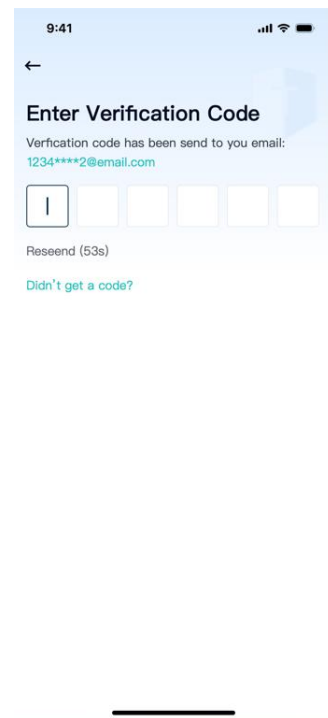 9:41
Enter Verification Code
Verfication code has been send to you email:
1234****2@email.com
Reseend (53s)
Didn't get a code?